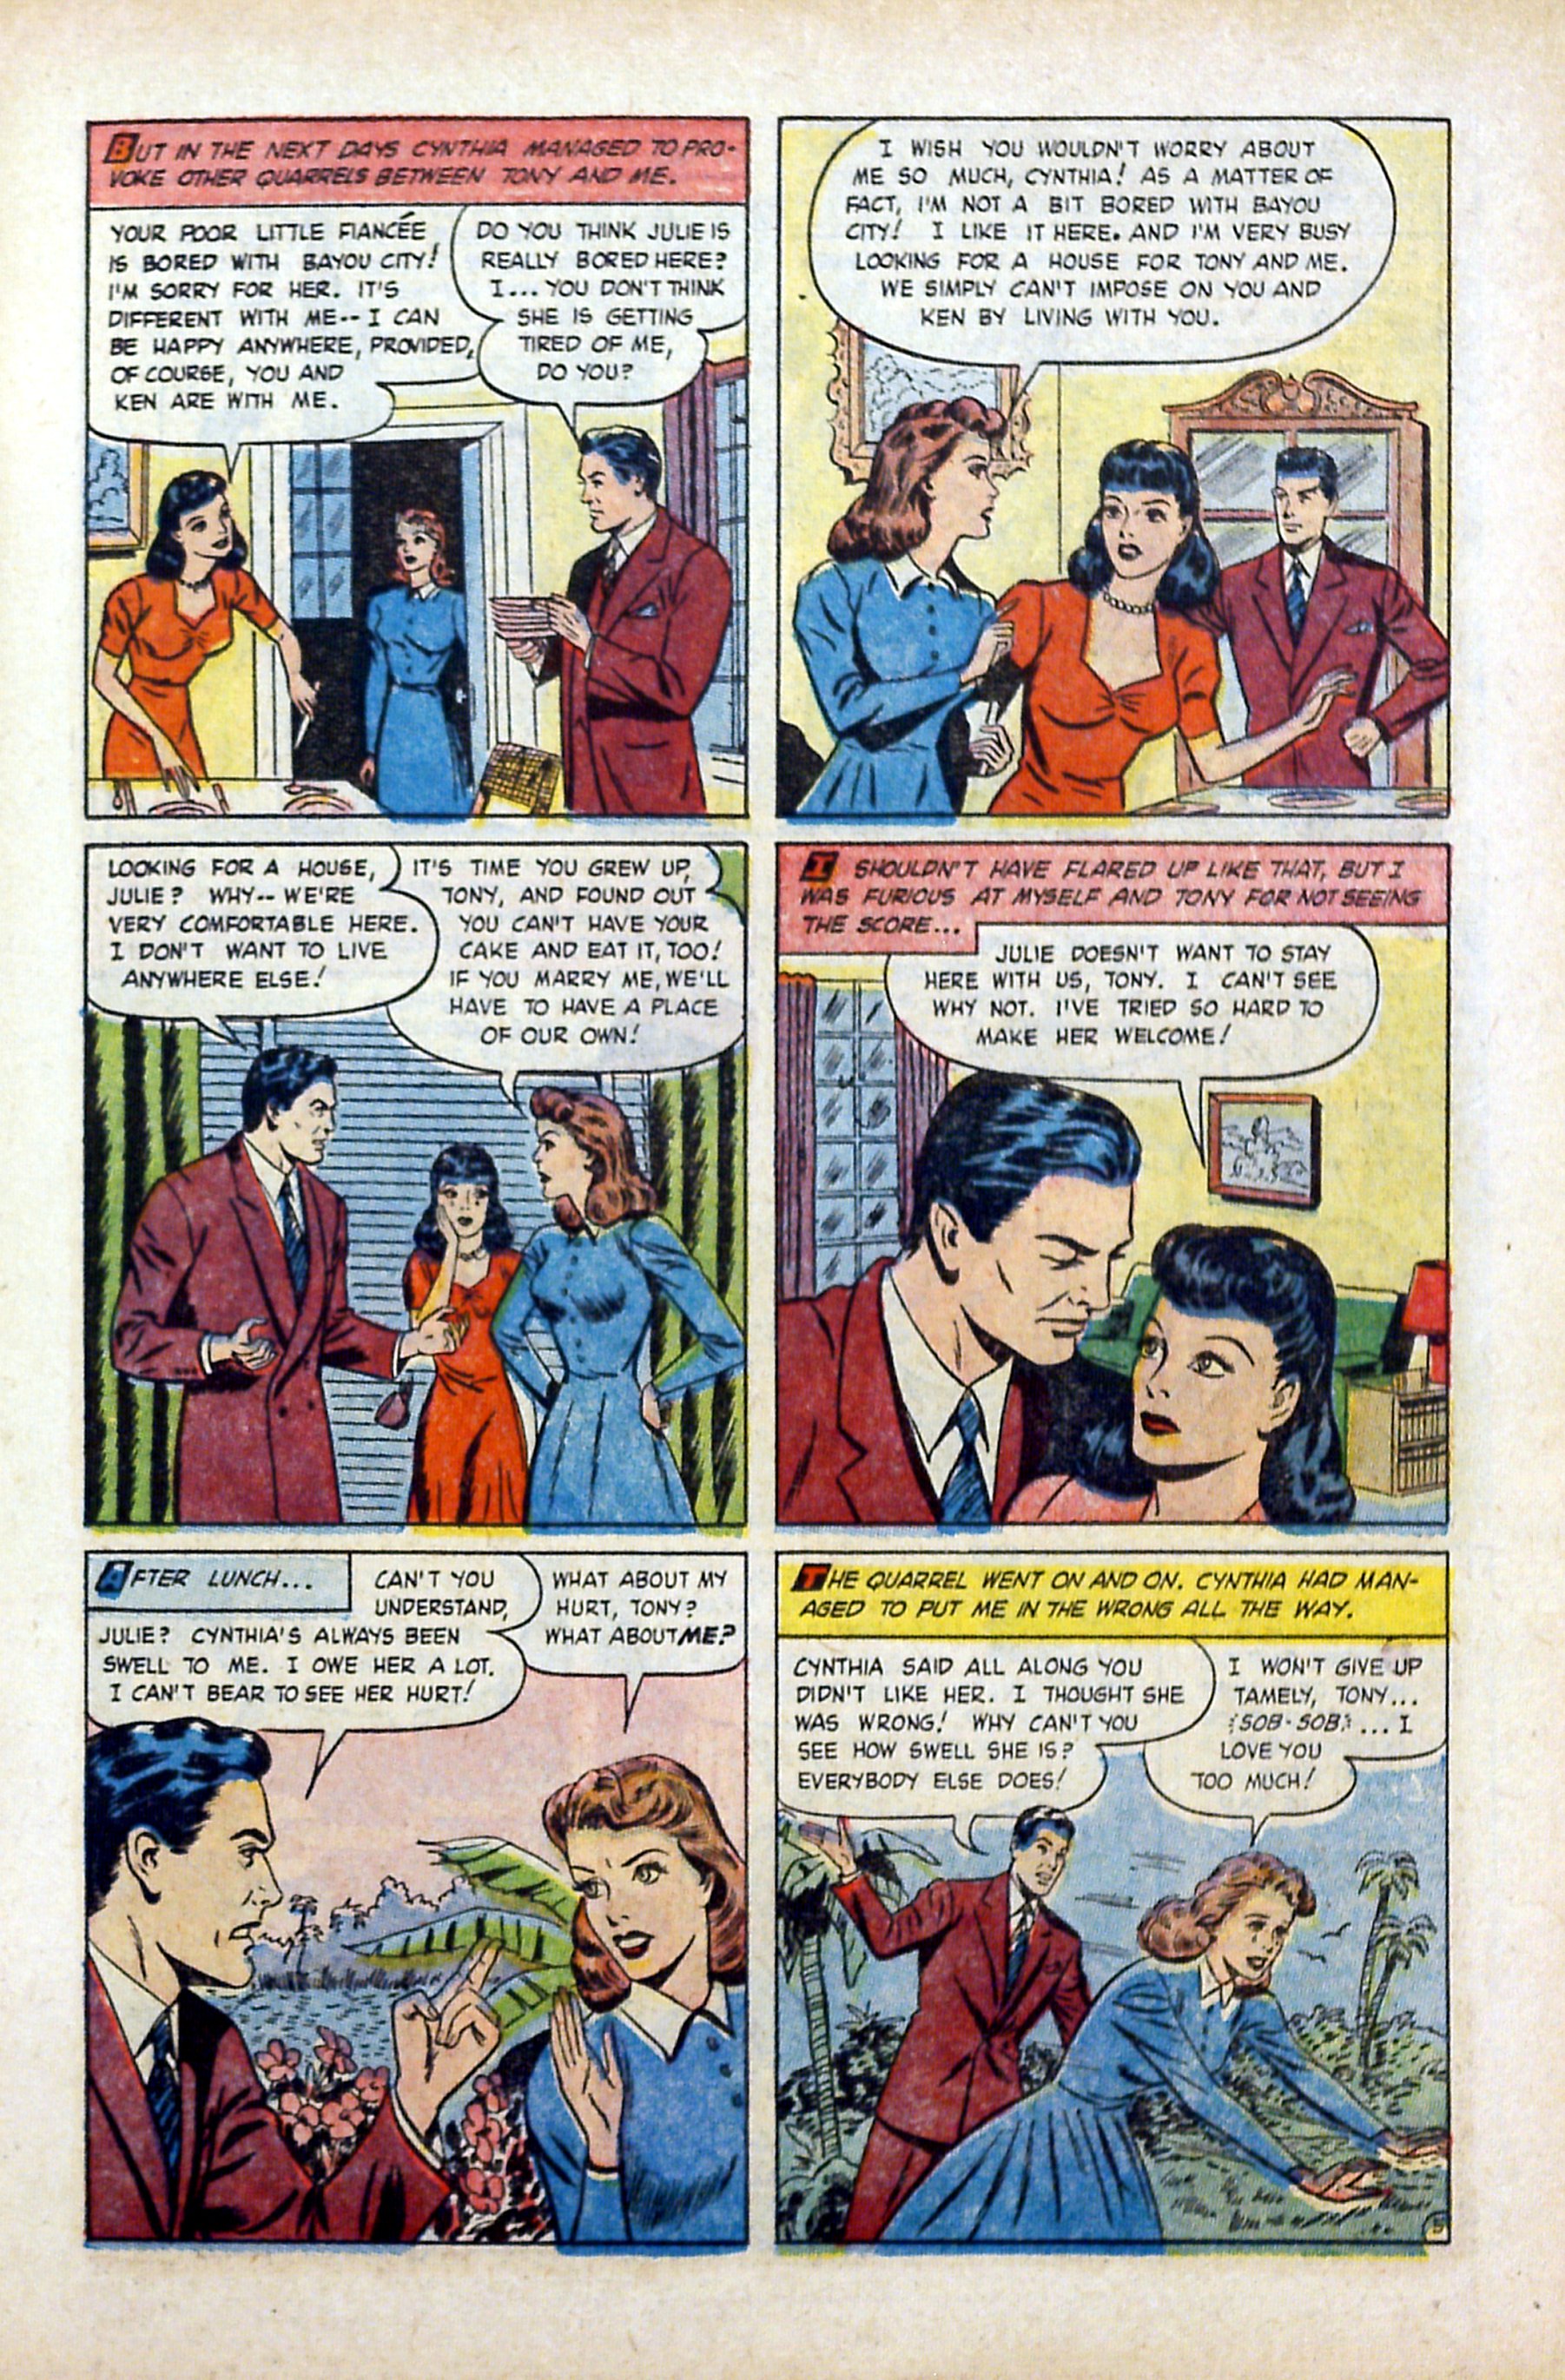 BUT IN THE NEXT DAYS CYNTHIA MANAGED TO PRO-
VOKE OTHER QUARRELS BETWEEN TONY AND ME.
YOUR POOR LITTLE FIANCÉE
IS BORED WITH BAYOU CITY!
I'M SORRY FOR HER. IT'S
DIFFERENT WITH ME-- I CAN
BE HAPPY ANYWHERE, PROVIDED,
OF COURSE, YOU AND
KEN ARE WITH ME.
DO YOU THINK JULIE IS
REALLY BORED HERE?
I... YOU DON'T THINK
SHE IS GETTING
TIRED OF ME,
DO YOU?
I WISH YOU WOULDN'T WORRY ABOUT
ME SO MUCH, CYNTHIA! AS A MATTER OF
FACT, I'M NOT A BIT BORED WITH BAYOU
CITY! I LIKE IT HERE. AND I'M VERY BUSY
LOOKING FOR A HOUSE FOR TONY AND ME.
WE SIMPLY CAN'T IMPOSE ON YOU AND
KEN BY LIVING WITH YOU.
LOOKING FOR A HOUSE,
JULIE? WHY-- WE'RE
VERY COMFORTABLE HERE.
I DON'T WANT TO LIVE
ANYWHERE ELSE!
IT'S TIME YOU GREW UP,
TONY, AND FOUND OUT
YOU CAN'T HAVE YOUR
CAKE AND EAT IT, TOO!
IF YOU MARRY ME, WE'LL
HAVE TO HAVE A PLACE
OF OUR OWN!
I SHOULDN'T HAVE FLARED UP LIKE THAT, BUT I
WAS FURIOUS AT MYSELF AND TONY FOR NOT SEEING
THE SCORE...
JULIE DOESN'T WANT TO STAY
HERE WITH US, TONY. I CAN'T SEE
WHY NOT. I'VE TRIED SO HARD TO
MAKE HER WELCOME!
AFTER LUNCH...
CAN'T YOU
UNDERSTAND,
JULIE? CYNTHIA'S ALWAYS BEEN
SWELL TO ME. I OWE HER A LOT.
I CAN'T BEAR TO SEE HER HURT!
WHAT ABOUT MY
HURT, TONY?
WHAT ABOUT ME?
THE QUARREL WENT ON AND ON. CYNTHIA HAD MAN-
AGED TO PUT ME IN THE WRONG ALL THE WAY.
CYNTHIA SAID ALL ALONG YOU
DIDN'T LIKE HER. I THOUGHT SHE
WAS WRONG! WHY CAN'T YOU
SEE HOW SWELL SHE IS?
EVERYBODY ELSE DOES!
I WON'T GIVE UP
TAMELY, TONY...
{SOB-SOB} ... I
LOVE YOU
TOO MUCH!
5